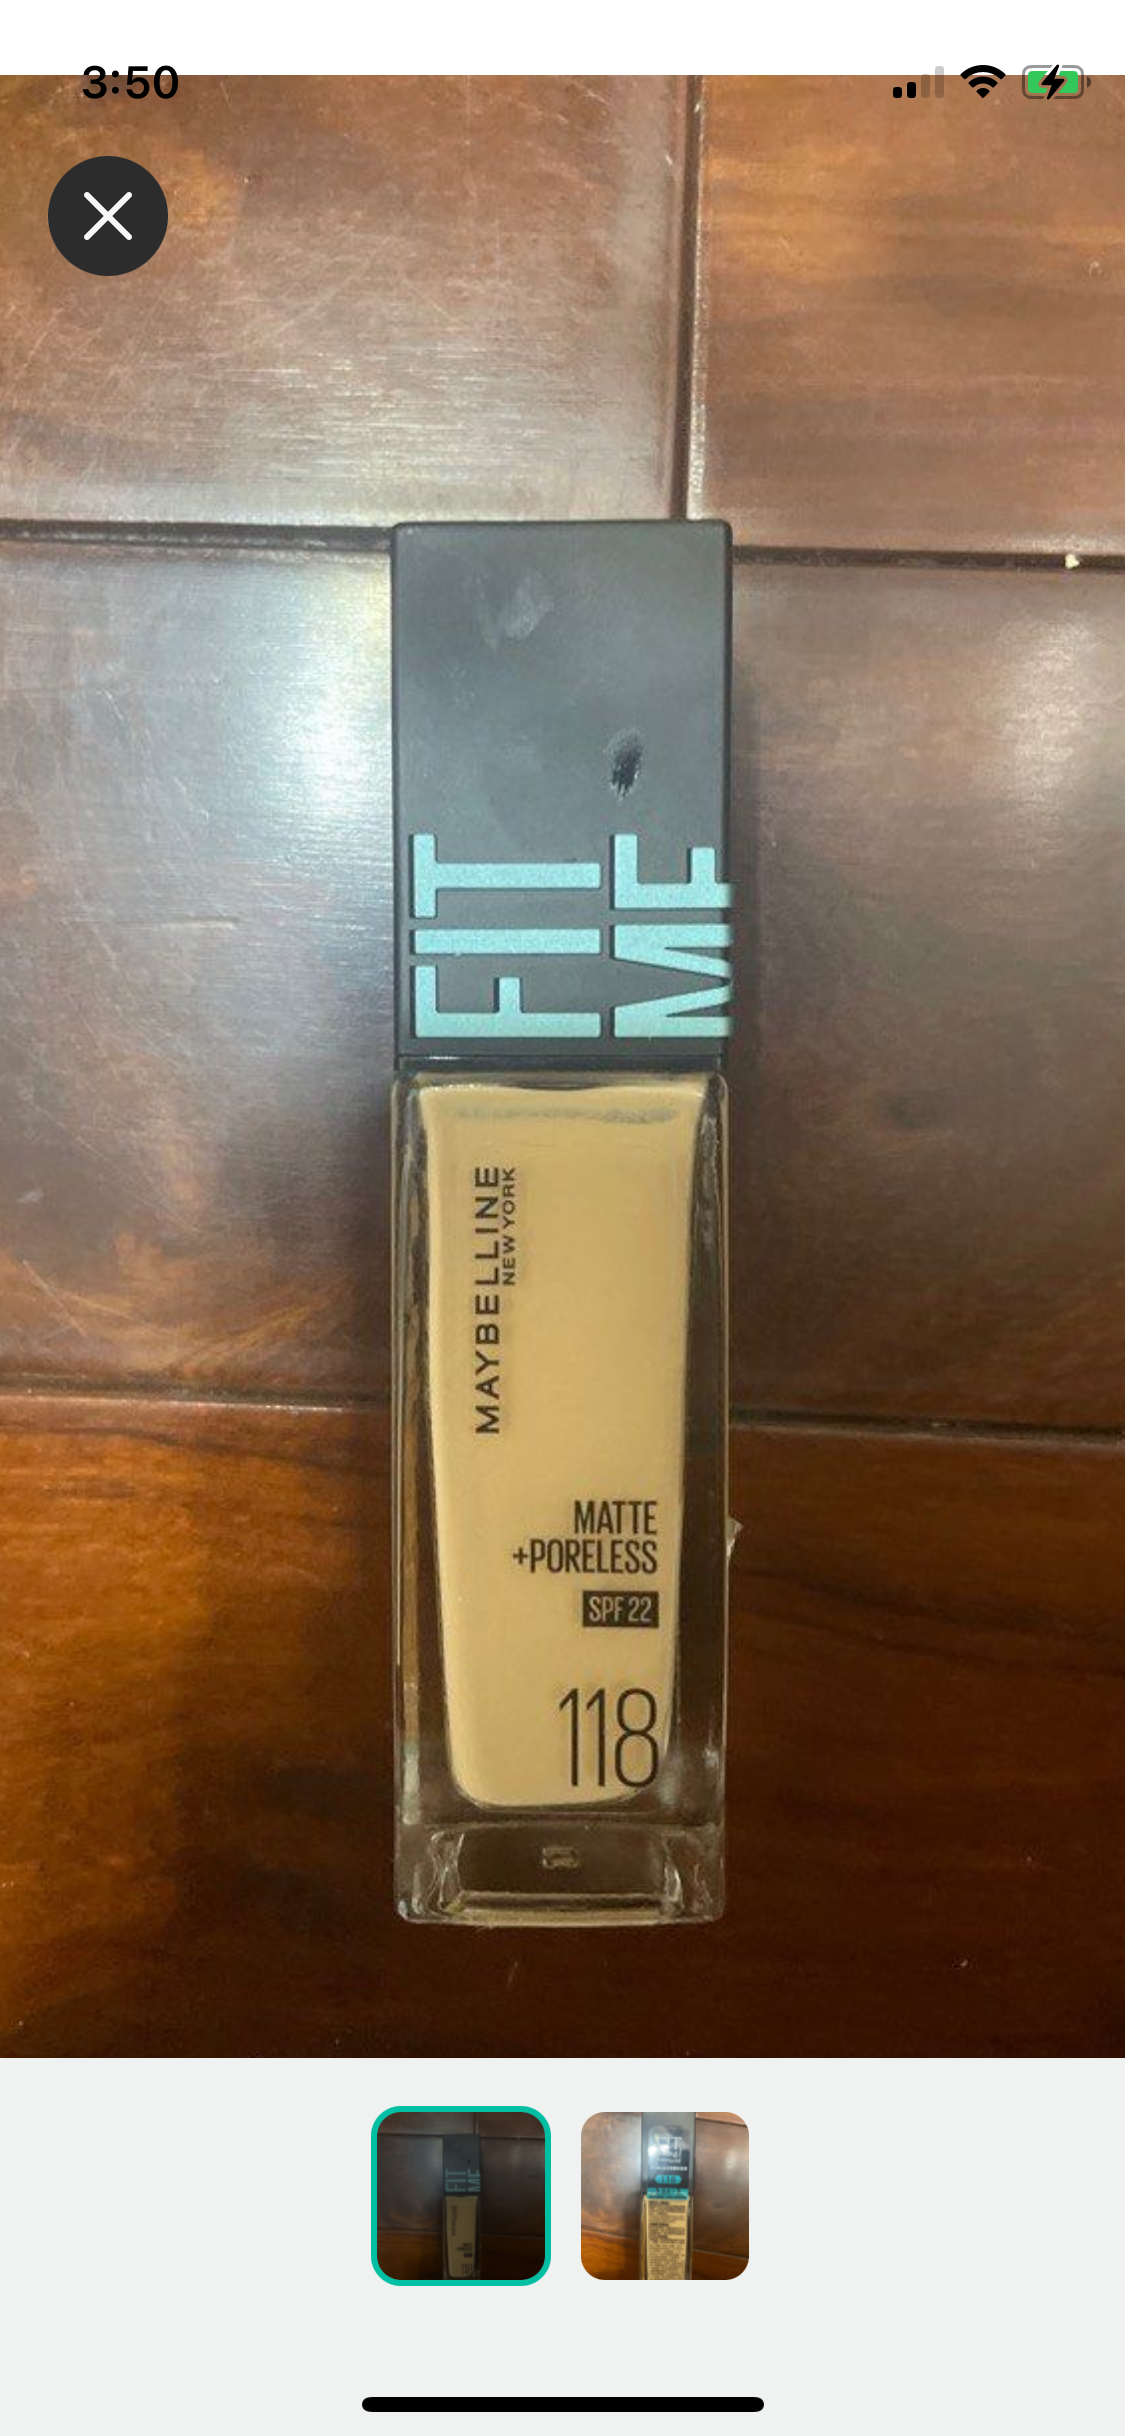 3:50
FIT
ME
MAYBELLINE
NEW YORK
MATTE
+PORELESS
SPF 22
118